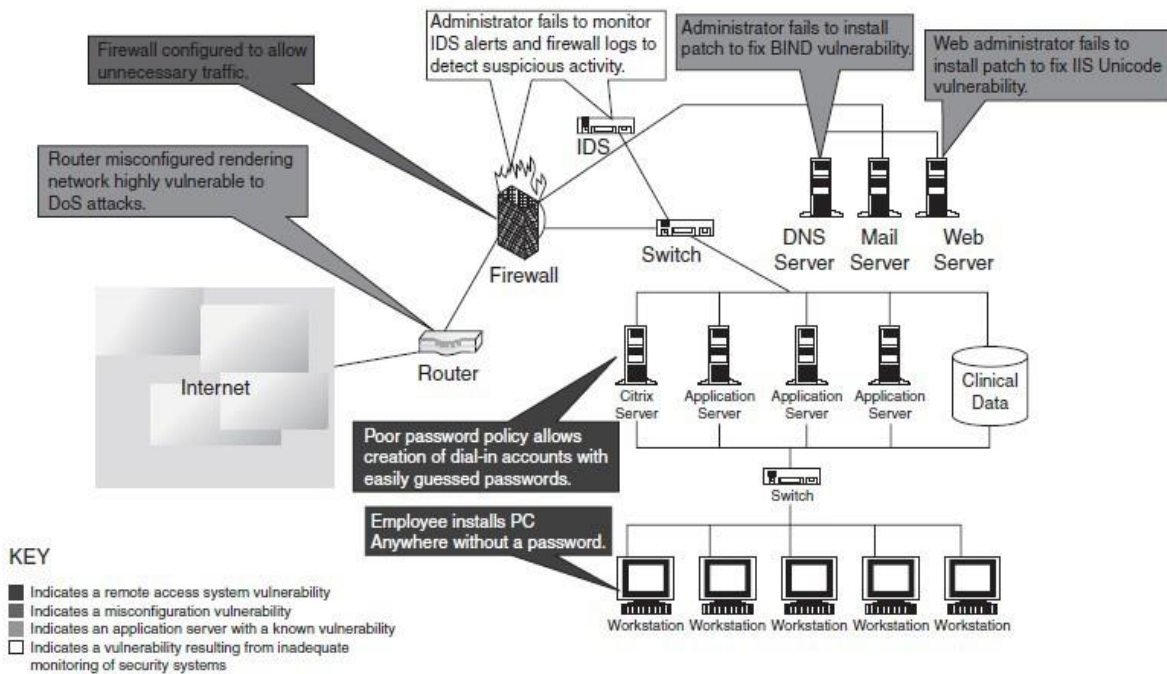 Firewall configured to allow
unnecessary traffic.
Administrator fails to monitor
IDS alerts and firewall logs to
detect suspicious activity.
Administrator fails to install
patch to fix BIND vulnerability.
Web administrator fails to
install patch to fix IIS Unicode
vulnerability.
Router misconfigured rendering
network highly vulnerable to
DoS attacks.
IDS
Firewall
Switch
DNS
Server
Mail
Server
Web
Server
Internet
Router
Citrix
Server
Application
Server
Application
Server
Application
Server
Clinical
Data
Poor password policy allows
creation of dial-in accounts with
easily guessed passwords.
Switch
Employee installs PC
Anywhere without a password.
Workstation
Workstation
Workstation
Workstation
Workstation
KEY
Indicates a remote access system vulnerability
Indicates a misconfiguration vulnerability
Indicates an application server with a known vulnerability
Indicates a vulnerability resulting from inadequate
monitoring of security systems